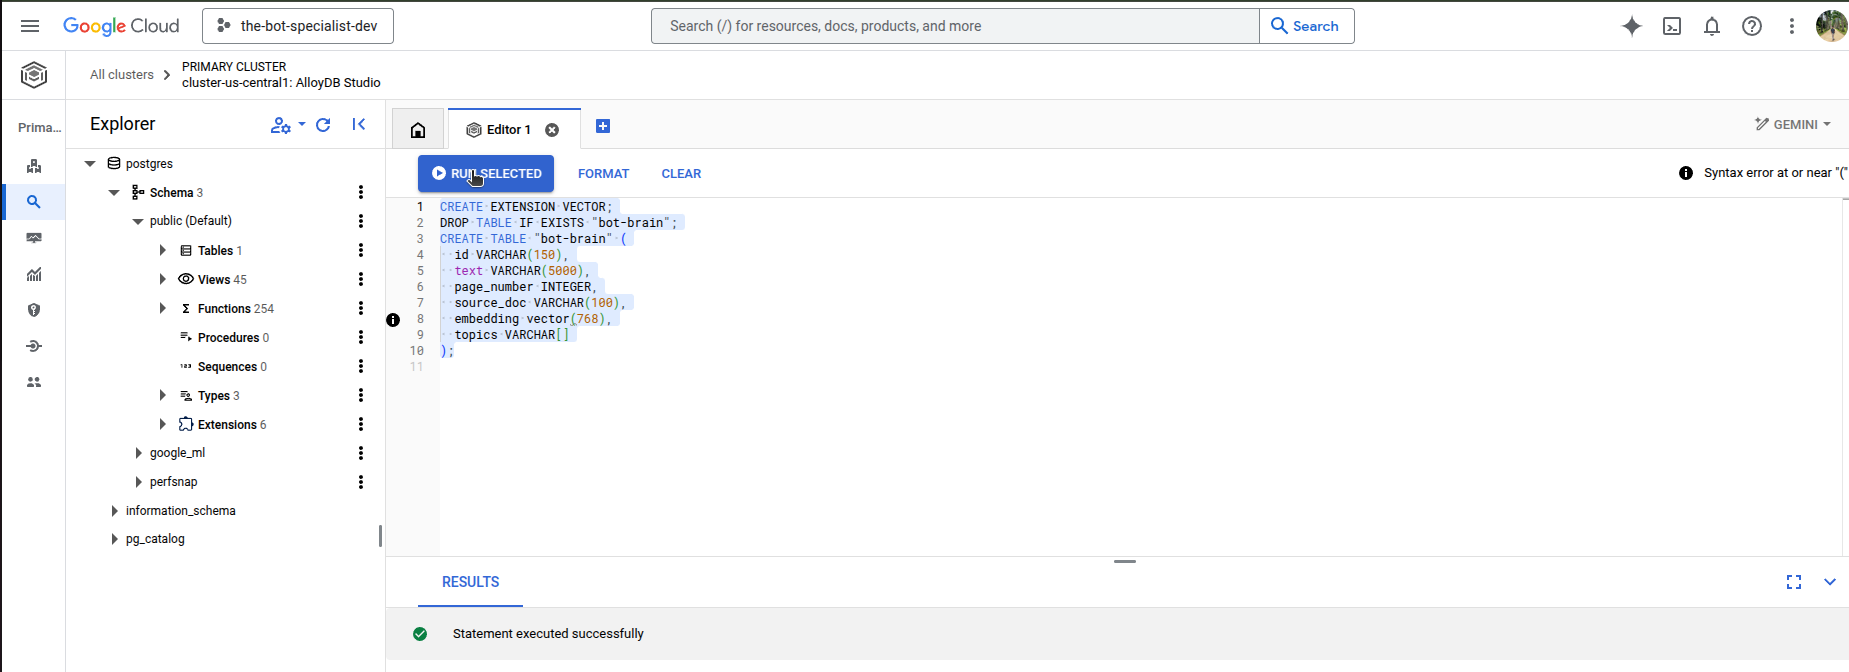 Google Cloud
the-bot-specialist-dev
Search (/) for resources, docs, products, and more
Search
All clusters
PRIMARY CLUSTER
cluster-us-central1: AlloyDB Studio
Prima...
Explorer
Editor 1
GEMINI
postgres
Schema 3
public (Default)
Tables 1
Views 45
Functions 254
Procedures 0
Sequences 0
Types 3
Extensions 6
google_ml
perfsnap
information_schema
pg_catalog
RUN SELECTED
FORMAT
CLEAR
Syntax error at or near "("
1 CREATE EXTENSION VECTOR;
2 DROP TABLE IF EXISTS "bot-brain";
3 CREATE TABLE "bot-brain" (
4 id VARCHAR(150),
5 text VARCHAR(5000),
6 page_number INTEGER,
7 source_doc VARCHAR(100),
8 embedding vector(768),
9 topics VARCHAR[]
10 );
11
RESULTS
Statement executed successfully